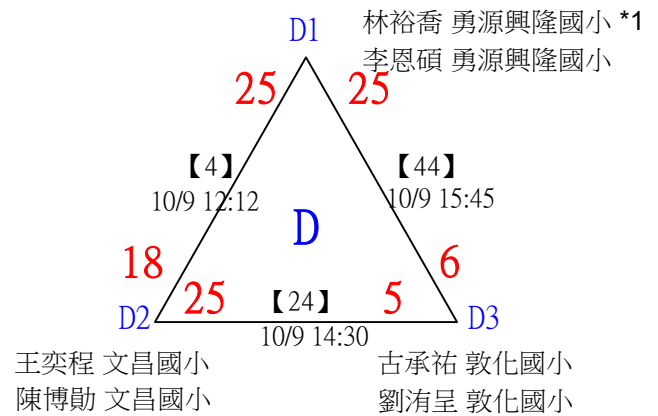 D1
林裕喬 勇源興隆國小 *1
李恩碩 勇源興隆國小
25
25
【4】
10/9 12:12
【44】
10/9 15:45
D
18
6
25
【24】
5
D2
10/9 14:30
D3
王奕程 文昌國小
陳博勛 文昌國小
古承祐 敦化國小
劉洧呈 敦化國小